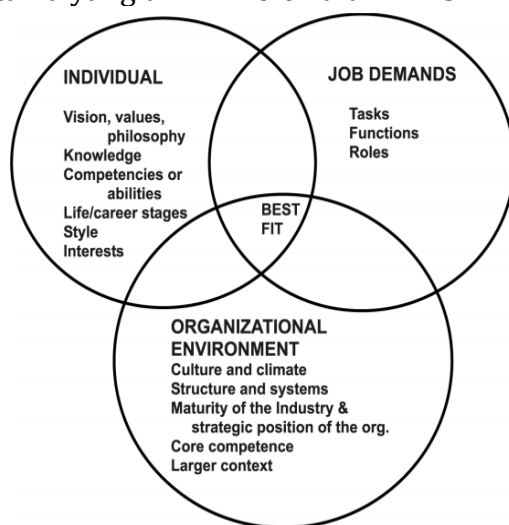 INDIVIDUAL
Vision, values,
philosophy
Knowledge
Competencies or
abilities
Life/career stages
Style
Interests
JOB DEMANDS
Tasks
Functions
Roles
BEST
FIT
ORGANIZATIONAL
ENVIRONMENT
Culture and climate
Structure and systems
Maturity of the Industry &
strategic position of the org.
Core competence
Larger context